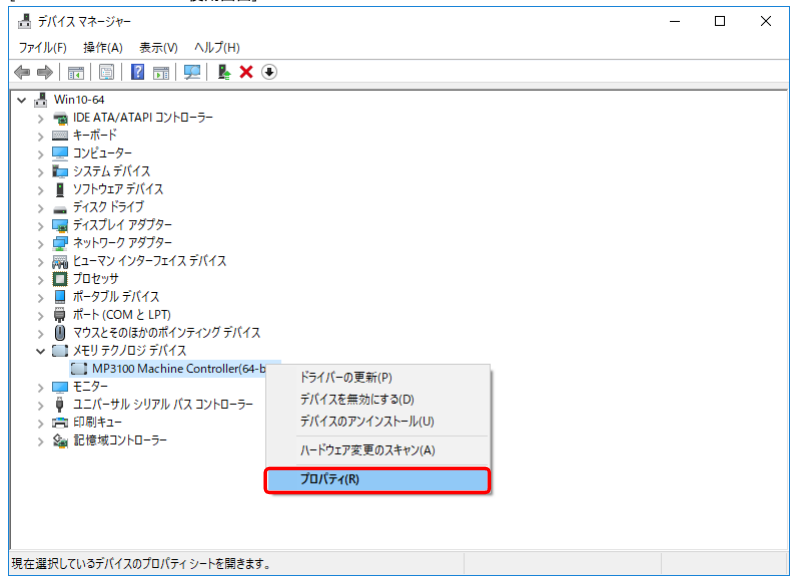 デバイス マネージャー
ファイル(F) 操作(A) 表示(V) ヘルプ(H)
Win10-64
IDE ATA/ATAPI コントローラー
キーボード
コンピューター
システム デバイス
ソフトウェア デバイス
ディスク ドライブ
ディスプレイ アダプター
ネットワーク アダプター
ヒューマン インターフェイス デバイス
プロセッサ
ポータブル デバイス
ポート (COM と LPT)
マウスとそのほかのポインティング デバイス
メモリ テクノロジ デバイス
MP3100 Machine Controller(64-b
モニター
ユニバーサル シリアル バス コントローラー
印刷キュー
記憶域コントローラー
ドライバーの更新(P)
デバイスを無効にする(D)
デバイスのアンインストール(U)
ハードウェア変更のスキャン(A)
プロパティ(R)
現在選択しているデバイスのプロパティ シートを開きます。